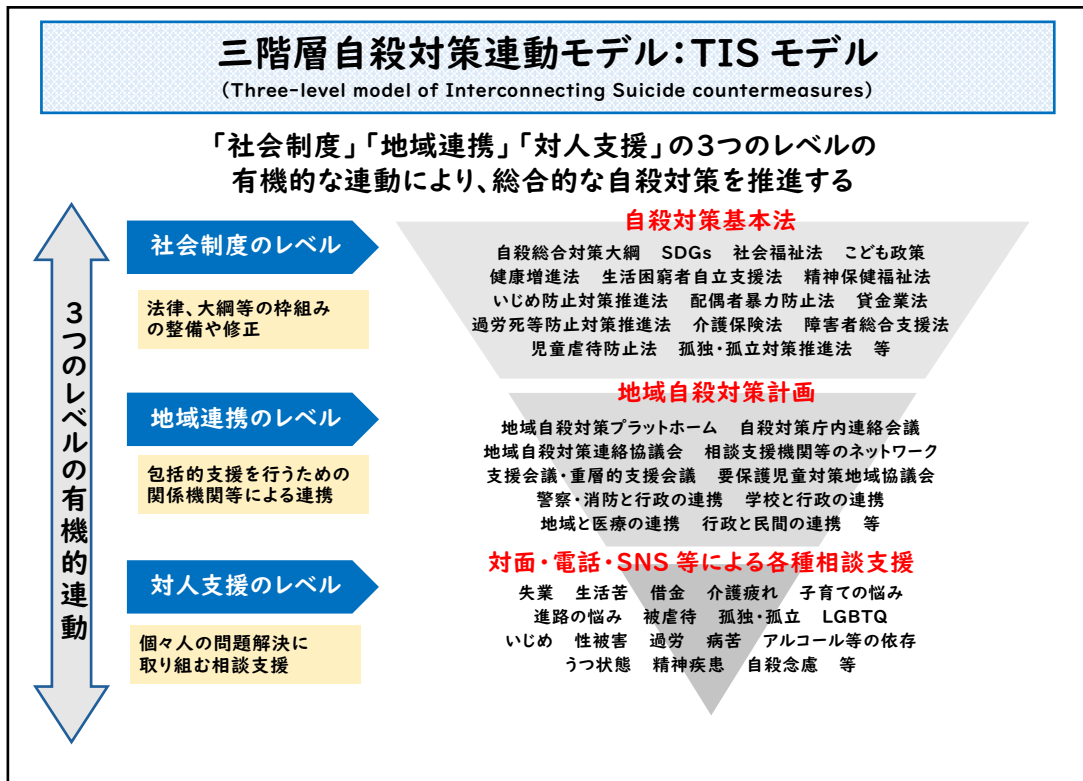 三階層自殺対策連動モデル：TIS モデル
（Three-level model of Interconnecting Suicide countermeasures）
「社会制度」「地域連携」「対人支援」の３つのレベルの
有機的な連動により、総合的な自殺対策を推進する
３つのレベルの有機的連動
社会制度のレベル
法律、大綱等の枠組み
の整備や修正
自殺対策基本法
自殺総合対策大綱　SDGs　社会福祉法　こども政策
健康増進法　生活困窮者自立支援法　精神保健福祉法
いじめ防止対策推進法　配偶者暴力防止法　貸金業法
過労死等防止対策推進法　介護保険法　障害者総合支援法
児童虐待防止法　孤独・孤立対策推進法　等
地域連携のレベル
包括的支援を行うための
関係機関等による連携
地域自殺対策計画
地域自殺対策プラットホーム　自殺対策庁内連絡会議
地域自殺対策連絡協議会　相談支援機関等のネットワーク
支援会議・重層的支援会議　要保護児童対策地域協議会
警察・消防と行政の連携　学校と行政の連携
地域と医療の連携　行政と民間の連携　等
対人支援のレベル
個々人の問題解決に
取り組む相談支援
対面・電話・SNS 等による各種相談支援
失業　生活苦　借金　介護疲れ　子育ての悩み
進路の悩み　被虐待　孤独・孤立　LGBTQ
いじめ　性被害　過労　病苦　アルコール等の依存
うつ状態　精神疾患　自殺念慮　等